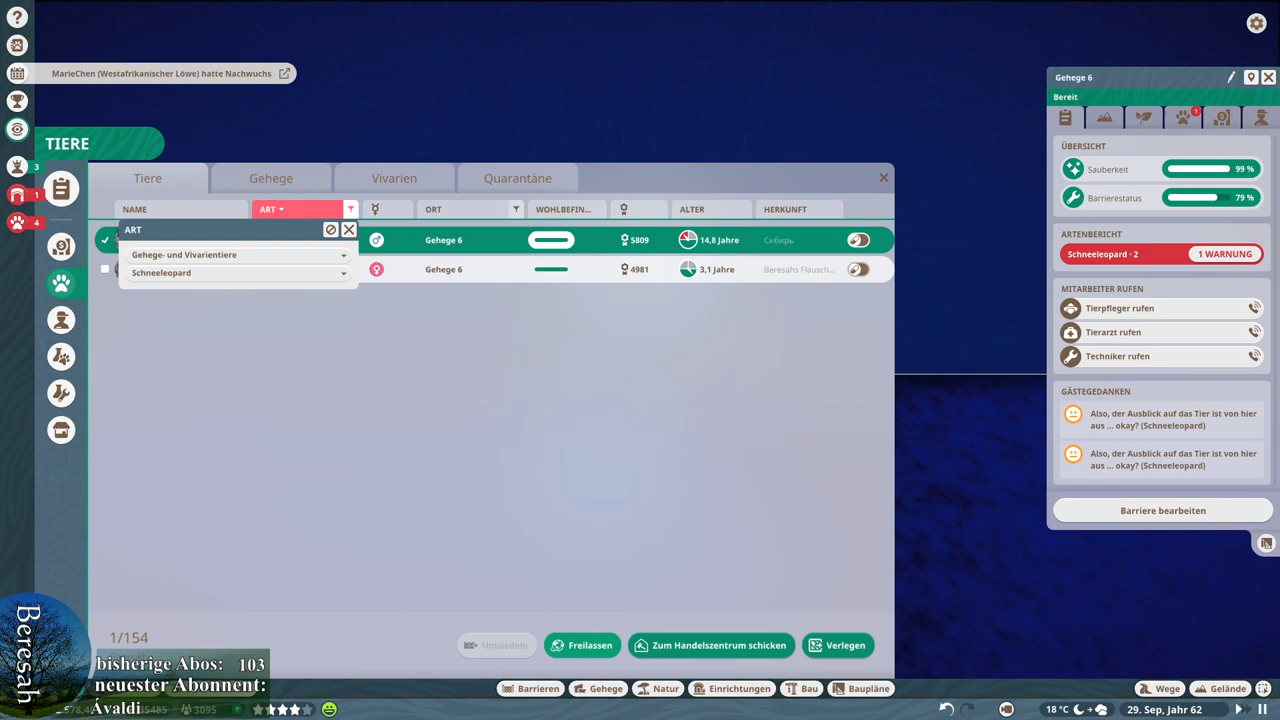 MarieChen (Westafrikanischer Löwe) hatte Nachwuchs
TIERE
3
1
4
Tiere
Gehege
Vivarien
Quarantäne
NAME
ART
ORT
WOHLBEFIN...
ALTER
HERKUNFT
ART
Gehege- und Vivarientiere
Schneeleopard
Gehege 6
5809
14,8 Jahre
Сибирь
Gehege 6
4981
3,1 Jahre
Beresahs Flausch...
1/154
Umsiedeln
Freilassen
Zum Handelszentrum schicken
Verlegen
Gehege 6
Bereit
1
ÜBERSICHT
Sauberkeit
99 %
Barrierestatus
79 %
ARTENBERICHT
Schneeleopard · 2
1 WARNUNG
MITARBEITER RUFEN
Tierpfleger rufen
Tierarzt rufen
Techniker rufen
GÄSTEGEDANKEN
Also, der Ausblick auf das Tier ist von hier
aus ... okay? (Schneeleopard)
Also, der Ausblick auf das Tier ist von hier
aus ... okay? (Schneeleopard)
Barriere bearbeiten
Beresah
bisherige Abos: 103
neuester Abonnent:
Avaldi
3095
Barrieren
Gehege
Natur
Einrichtungen
Bau
Baupläne
Wege
Gelände
18 °C
29. Sep, Jahr 62